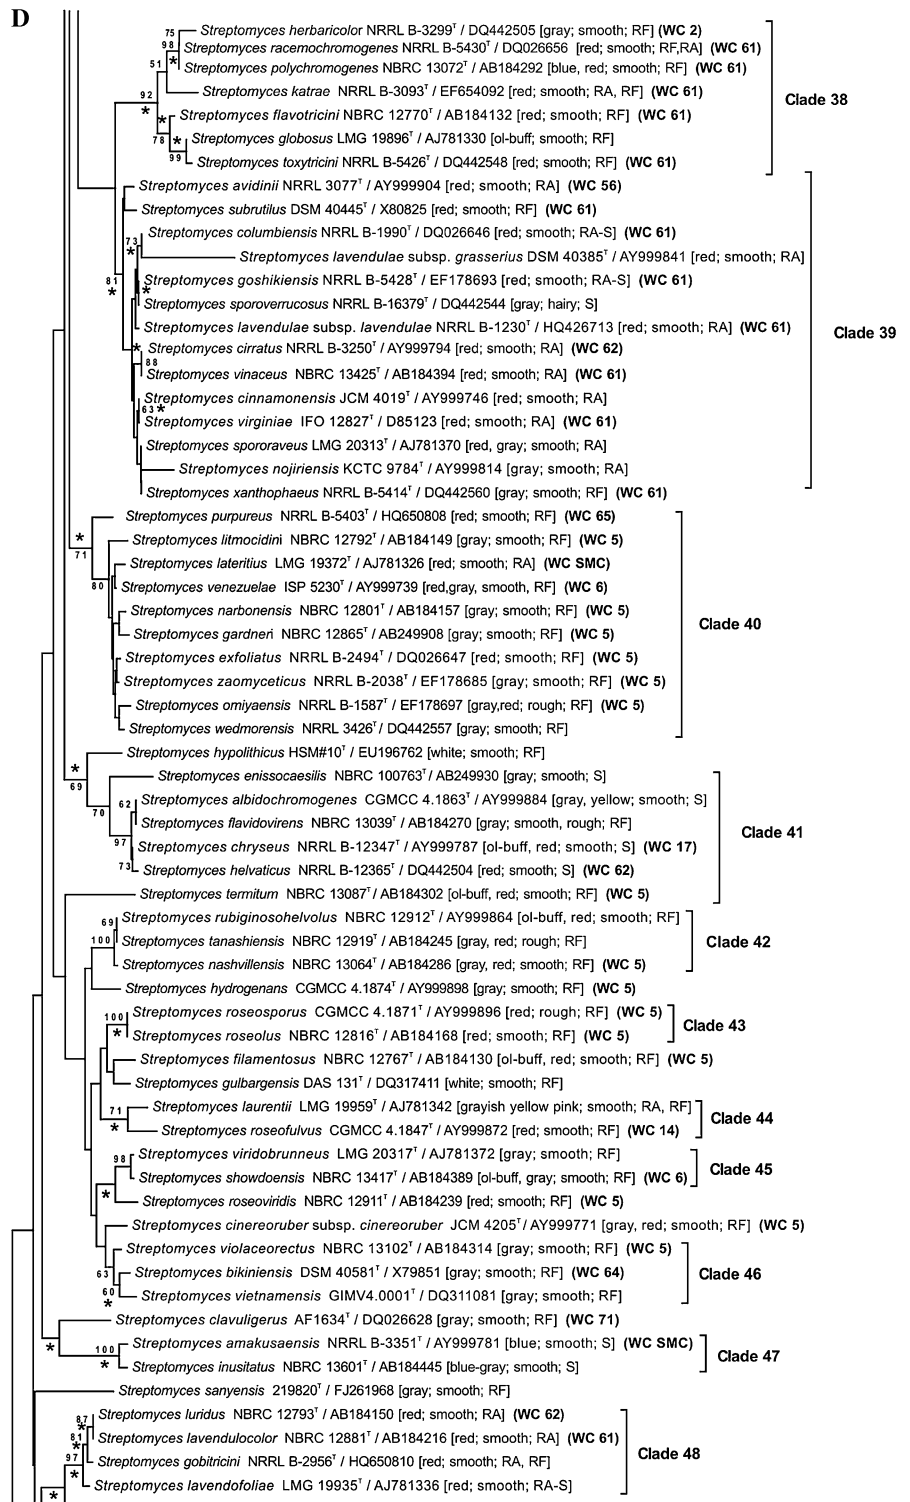 D
75 Streptomyces herbaricolor NRRL B-3299ᵀ / DQ442505 [gray; smooth; RF] (WC 2)
98 Streptomyces racemochromogenes NRRL B-5430ᵀ / DQ026656 [red; smooth; RF,RA] (WC 61)
* Streptomyces polychromogenes NBRC 13072ᵀ / AB184292 [blue, red; smooth; RF] (WC 61)
51
92 Streptomyces katrae NRRL B-3093ᵀ / EF654092 [red; smooth; RA, RF] (WC 61)
Clade 38
* * Streptomyces flavotricini NBRC 12770ᵀ / AB184132 [red; smooth; RF] (WC 61)
78 * Streptomyces globosus LMG 19896ᵀ / AJ781330 [ol-buff; smooth; RF]
99 Streptomyces toxytricini NRRL B-5426ᵀ / DQ442548 [red; smooth; RF] (WC 61)
Streptomyces avidinii NRRL 3077ᵀ / AY999904 [red; smooth; RA] (WC 56)
Streptomyces subrutilus DSM 40445ᵀ / X80825 [red; smooth; RF] (WC 61)
73 Streptomyces columbiensis NRRL B-1990ᵀ / DQ026646 [red; smooth; RA-S] (WC 61)
* Streptomyces lavendulae subsp. grasserius DSM 40385ᵀ / AY999841 [red; smooth; RA]
81 * * Streptomyces goshikiensis NRRL B-5428ᵀ / EF178693 [red; smooth; RA-S] (WC 61)
Streptomyces sporoverrucosus NRRL B-16379ᵀ / DQ442544 [gray; hairy; S]
Streptomyces lavendulae subsp. lavendulae NRRL B-1230ᵀ / HQ426713 [red; smooth; RA] (WC 61)
Clade 39
* Streptomyces cirratus NRRL B-3250ᵀ / AY999794 [red; smooth; RA] (WC 62)
88
Streptomyces vinaceus NBRC 13425ᵀ / AB184394 [red; smooth; RA] (WC 61)
Streptomyces cinnamonensis JCM 4019ᵀ / AY999746 [red; smooth; RA]
63 *
Streptomyces virginiae IFO 12827ᵀ / D85123 [red; smooth; RA] (WC 61)
Streptomyces spororaveus LMG 20313ᵀ / AJ781370 [red, gray; smooth; RA]
Streptomyces nojiriensis KCTC 9784ᵀ / AY999814 [gray; smooth; RA]
Streptomyces xanthophaeus NRRL B-5414ᵀ / DQ442560 [gray; smooth; RF] (WC 61)
Streptomyces purpureus NRRL B-5403ᵀ / HQ650808 [red; smooth; RF] (WC 65)
* 71 Streptomyces litmocidini NBRC 12792ᵀ / AB184149 [gray; smooth; RF] (WC 5)
Streptomyces lateritius LMG 19372ᵀ / AJ781326 [red; smooth; RA] (WC SMC)
80 Streptomyces venezuelae ISP 5230ᵀ / AY999739 [red,gray, smooth, RF] (WC 6)
Streptomyces narbonensis NBRC 12801ᵀ / AB184157 [gray; smooth; RF] (WC 5)
Clade 40
Streptomyces gardneri NBRC 12865ᵀ / AB249908 [gray; smooth; RF] (WC 5)
Streptomyces exfoliatus NRRL B-2494ᵀ / DQ026647 [red; smooth; RF] (WC 5)
Streptomyces zaomyceticus NRRL B-2038ᵀ / EF178685 [gray; smooth; RF] (WC 5)
Streptomyces omiyaensis NRRL B-1587ᵀ / EF178697 [gray,red; rough; RF] (WC 5)
Streptomyces wedmorensis NRRL 3426ᵀ / DQ442557 [gray; smooth; RF]
Streptomyces hypolithicus HSM#10ᵀ / EU196762 [white; smooth; RF]
* 69 Streptomyces enissocaesilis NBRC 100763ᵀ / AB249930 [gray; smooth; S]
70 62 Streptomyces albidochromogenes CGMCC 4.1863ᵀ / AY999884 [gray, yellow; smooth; S]
Streptomyces flavidovirens NBRC 13039ᵀ / AB184270 [gray; smooth, rough; RF]
Clade 41
97 Streptomyces chryseus NRRL B-12347ᵀ / AY999787 [ol-buff, red; smooth; S] (WC 17)
73 Streptomyces helvaticus NRRL B-12365ᵀ / DQ442504 [red; smooth; S] (WC 62)
Streptomyces termitum NBRC 13087ᵀ / AB184302 [ol-buff, red; smooth; RF] (WC 5)
69 Streptomyces rubiginosohelvolus NBRC 12912ᵀ / AY999864 [ol-buff, red; smooth; RF]
100 Streptomyces tanashiensis NBRC 12919ᵀ / AB184245 [gray, red; rough; RF]
Clade 42
Streptomyces nashvillensis NBRC 13064ᵀ / AB184286 [gray, red; smooth; RF] (WC 5)
Streptomyces hydrogenans CGMCC 4.1874ᵀ / AY999898 [gray; smooth; RF] (WC 5)
100 Streptomyces roseosporus CGMCC 4.1871ᵀ / AY999896 [red; rough; RF] (WC 5)
Clade 43
* Streptomyces roseolus NBRC 12816ᵀ / AB184168 [red; smooth; RF] (WC 5)
Streptomyces filamentosus NBRC 12767ᵀ / AB184130 [ol-buff, red; smooth; RF] (WC 5)
Streptomyces gulbargensis DAS 131ᵀ / DQ317411 [white; smooth; RF]
71 Streptomyces laurentii LMG 19959ᵀ / AJ781342 [grayish yellow pink; smooth; RA, RF]
Clade 44
* Streptomyces roseofulvus CGMCC 4.1847ᵀ / AY999872 [red; smooth; RF] (WC 14)
98 Streptomyces viridobrunneus LMG 20317ᵀ / AJ781372 [gray; smooth; RF]
Clade 45
* Streptomyces showdoensis NBRC 13417ᵀ / AB184389 [ol-buff, gray; smooth; RF] (WC 6)
Streptomyces roseoviridis NBRC 12911ᵀ / AB184239 [red; smooth; RF] (WC 5)
Streptomyces cinereoruber subsp. cinereoruber JCM 4205ᵀ / AY999771 [gray, red; smooth; RF] (WC 5)
Streptomyces violaceorectus NBRC 13102ᵀ / AB184314 [gray; smooth; RF] (WC 5)
63 Streptomyces bikiniensis DSM 40581ᵀ / X79851 [gray; smooth; RF] (WC 64)
Clade 46
60 * Streptomyces vietnamensis GIMV4.0001ᵀ / DQ311081 [gray; smooth; RF]
Streptomyces clavuligerus AF1634ᵀ / DQ026628 [gray; smooth; RF] (WC 71)
* 100 Streptomyces amakusaensis NRRL B-3351ᵀ / AY999781 [blue; smooth; S] (WC SMC)
Clade 47
* Streptomyces inusitatus NBRC 13601ᵀ / AB184445 [blue-gray; smooth; S]
Streptomyces sanyensis 219820ᵀ / FJ261968 [gray; smooth; RF]
87 * Streptomyces luridus NBRC 12793ᵀ / AB184150 [red; smooth; RA] (WC 62)
81 * Streptomyces lavendulocolor NBRC 12881ᵀ / AB184216 [red; smooth; RA] (WC 61)
Clade 48
97 * Streptomyces gobitricini NRRL B-2956ᵀ / HQ650810 [red; smooth; RA, RF]
* Streptomyces lavendofoliae LMG 19935ᵀ / AJ781336 [red; smooth; RA-S]